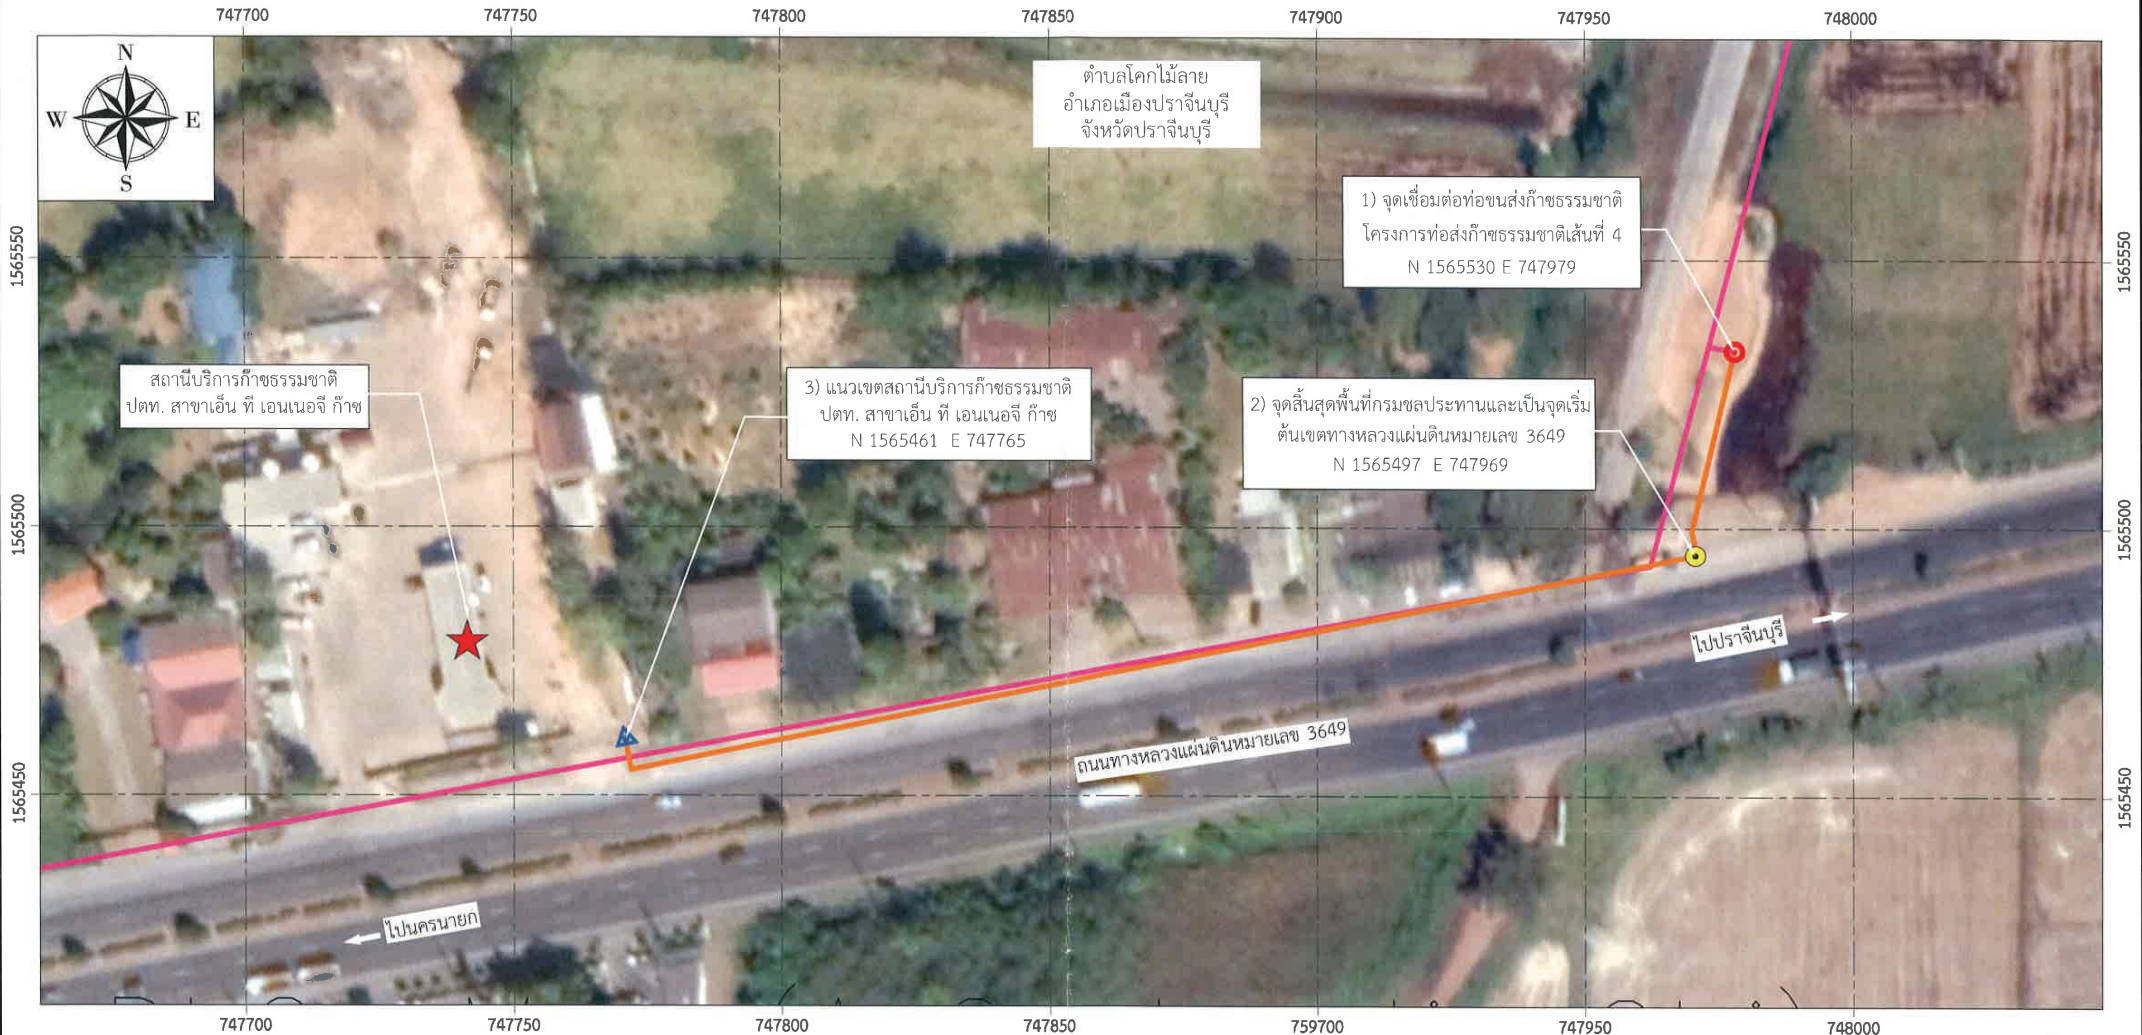 747700
747750
747800
747850
747900
747950
748000
N
W
E
S
ตำบลโคกไม้ลาย
อำเภอเมืองปราจีนบุรี
จังหวัดปราจีนบุรี
1) จุดเชื่อมต่อท่อขนส่งก๊าซธรรมชาติ
โครงการท่อส่งก๊าซธรรมชาติเส้นที่ 4
N 1565530 E 747979
1565550
1565550
สถานีบริการก๊าซธรรมชาติ
ปตท. สาขาเอ็น ที เอนเนอจี ก๊าซ
3) แนวเขตสถานีบริการก๊าซธรรมชาติ
ปตท. สาขาเอ็น ที เอนเนอจี ก๊าซ
N 1565461 E 747765
2) จุดสิ้นสุดพื้นที่กรมชลประทานและเป็นจุดเริ่ม
ต้นเขตทางหลวงแผ่นดินหมายเลข 3649
N 1565497 E 747969
1565500
1565500
ไปปราจีนบุรี
ถนนทางหลวงแผ่นดินหมายเลข 3649
1565450
1565450
ไปนครนายก
747700
747750
747800
747850
759700
747950
748000